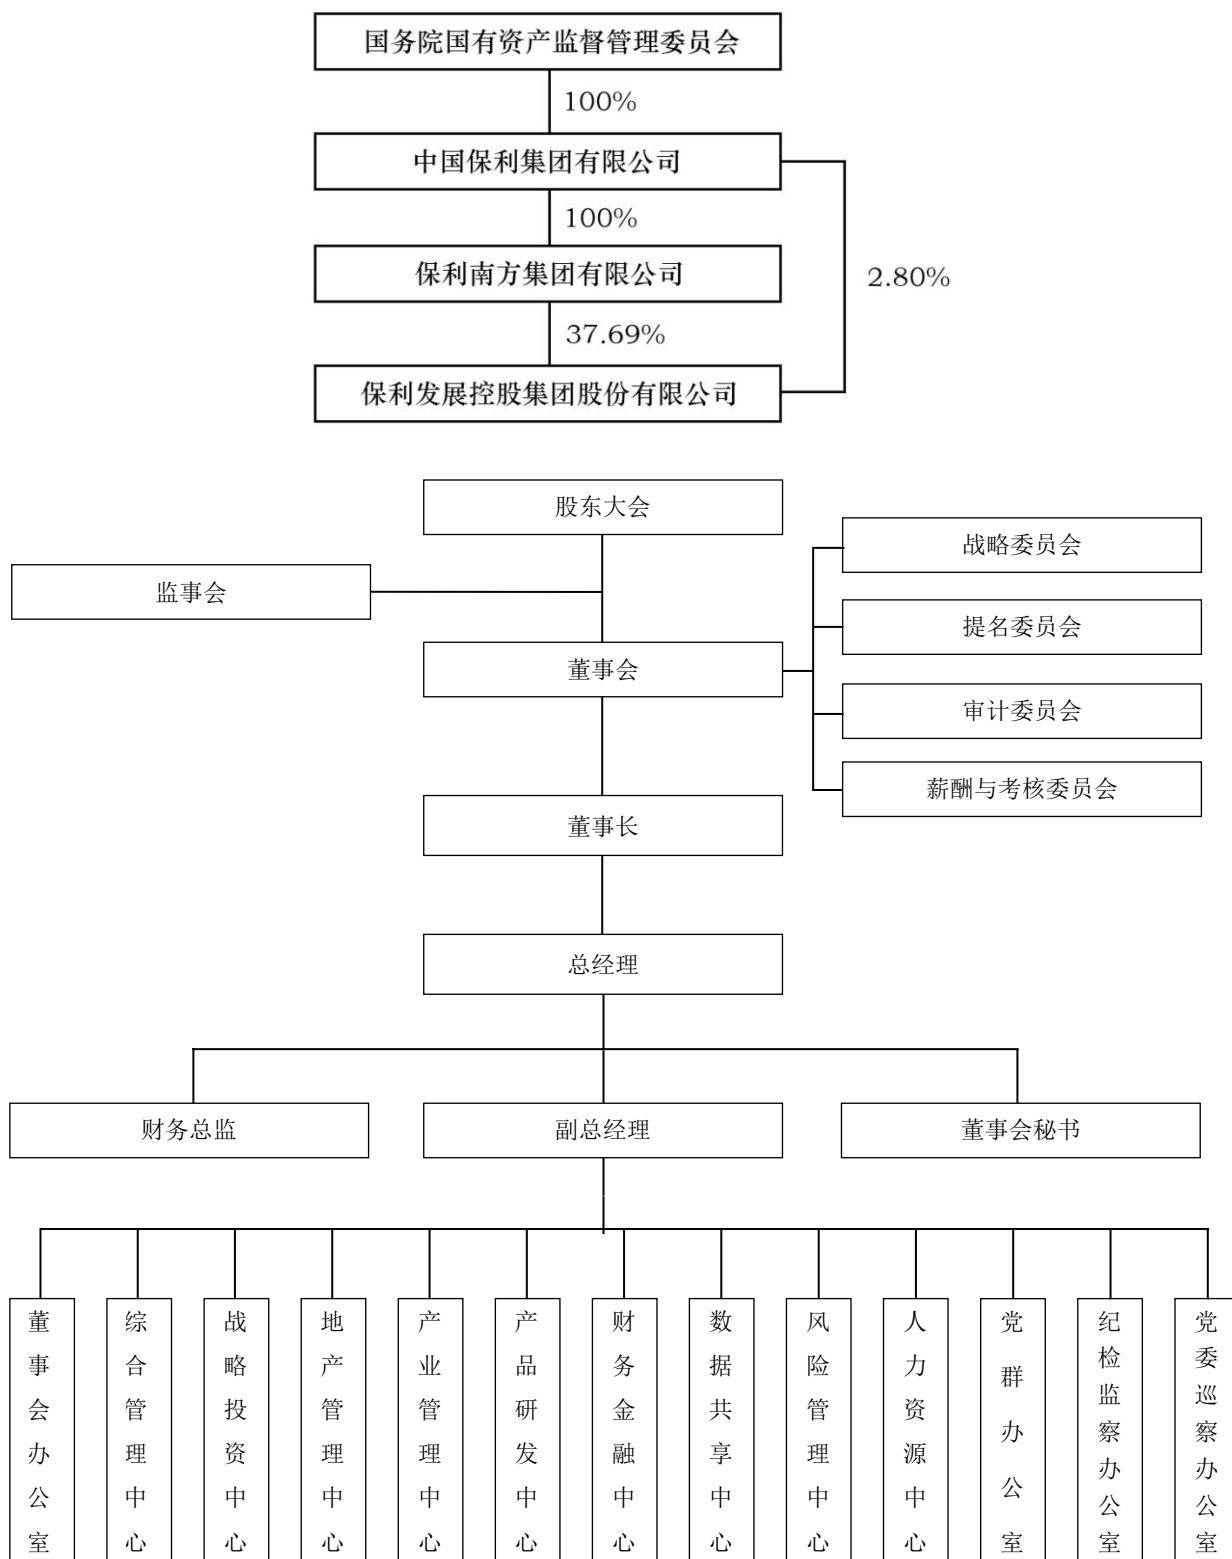 国务院国有资产监督管理委员会
100%
中国保利集团有限公司
100%
保利南方集团有限公司
2.80%
37.69%
保利发展控股集团股份有限公司
股东大会
战略委员会
监事会
提名委员会
董事会
审计委员会
薪酬与考核委员会
董事长
总经理
财务总监
副总经理
董事会秘书
董事会办公室
综合管理中心
战略投资中心
地产管理中心
产业管理中心
产品研发中心
财务金融中心
数据共享中心
风险管理中心
人力资源中心
党群办公室
纪检监察办公室
党委巡察办公室